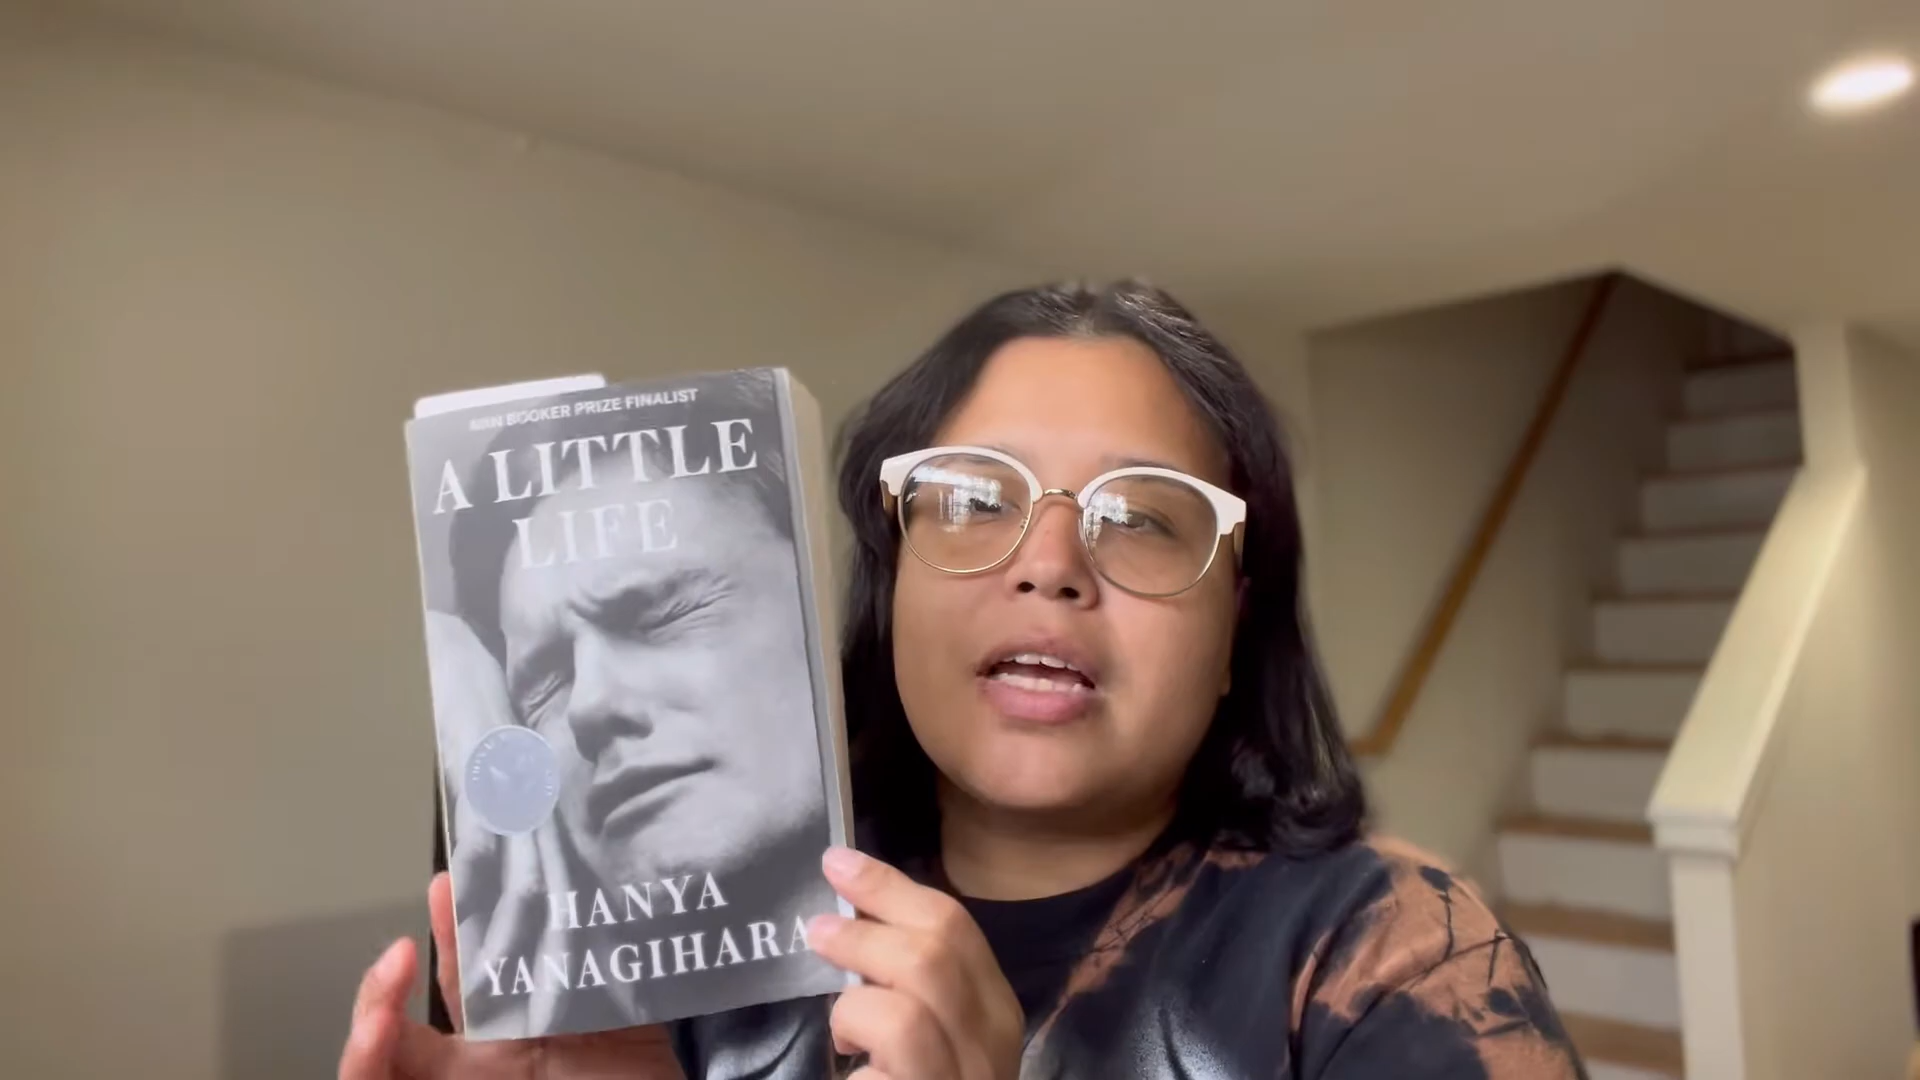 MAN BOOKER PRIZE FINALIST
A LITTLE
LIFE
HANYA
YANAGIHARA